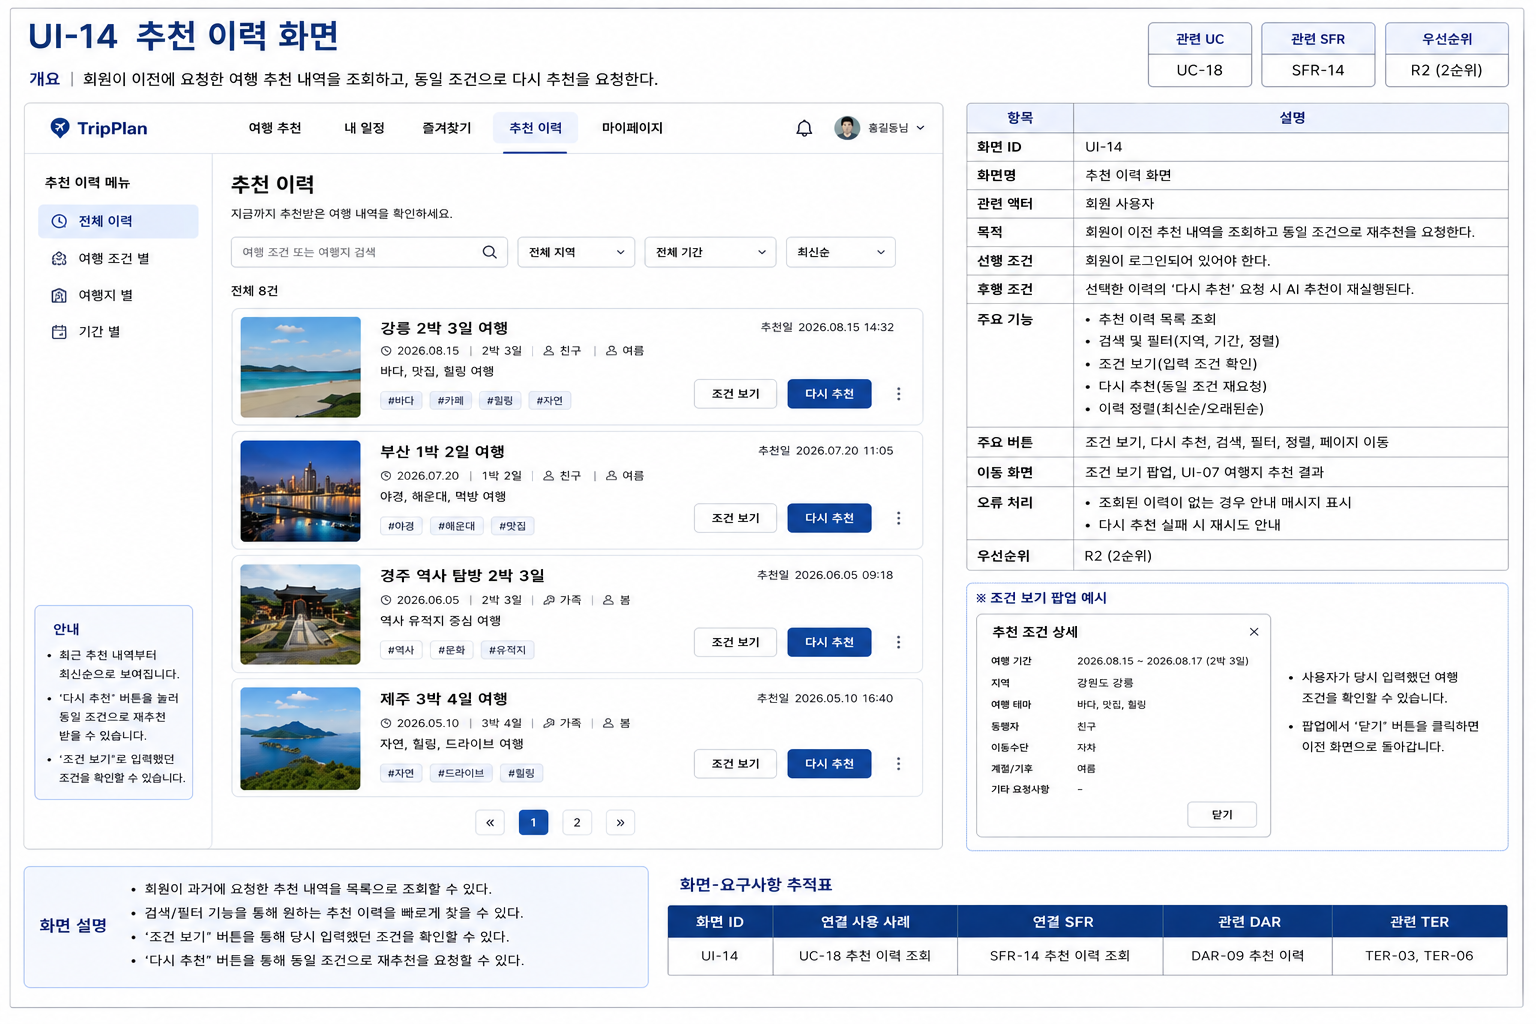 UI-14 추천 이력 화면
개요 | 회원이 이전에 요청한 여행 추천 내역을 조회하고, 동일 조건으로 다시 추천을 요청한다.
관련 UC
UC-18
관련 SFR
SFR-14
우선순위
R2 (2순위)
TripPlan
여행 추천
내 일정
즐겨찾기
추천 이력
마이페이지
홍길동님
추천 이력 메뉴
전체 이력
여행 조건 별
여행지 별
기간 별
안내
• 최근 추천 내역부터
최신순으로 보여집니다.
• ‘다시 추천” 버튼을 눌러
동일 조건으로 재추천
받을 수 있습니다.
• ‘조건 보기”로 입력했던
조건을 확인할 수 있습니다.
추천 이력
지금까지 추천받은 여행 내역을 확인하세요.
여행 조건 또는 여행지 검색
전체 지역
전체 기간
최신순
전체 8건
강릉 2박 3일 여행
추천일 2026.08.15 14:32
2026.08.15 | 2박 3일 | 친구 | 여름
바다, 맛집, 힐링 여행
#바다 #카페 #힐링 #자연
조건 보기
다시 추천
부산 1박 2일 여행
추천일 2026.07.20 11:05
2026.07.20 | 1박 2일 | 친구 | 여름
야경, 해운대, 먹방 여행
#야경 #해운대 #맛집
조건 보기
다시 추천
경주 역사 탐방 2박 3일
추천일 2026.06.05 09:18
2026.06.05 | 2박 3일 | 가족 | 봄
역사 유적지 중심 여행
#역사 #문화 #유적지
조건 보기
다시 추천
제주 3박 4일 여행
추천일 2026.05.10 16:40
2026.05.10 | 3박 4일 | 가족 | 봄
자연, 힐링, 드라이브 여행
#자연 #드라이브 #힐링
조건 보기
다시 추천
« 1 2 »
항목 설명
화면 ID UI-14
화면명 추천 이력 화면
관련 액터 회원 사용자
목적 회원이 이전 추천 내역을 조회하고 동일 조건으로 재추천을 요청한다.
선행 조건 회원이 로그인되어 있어야 한다.
후행 조건 선택한 이력의 ‘다시 추천’ 요청 시 AI 추천이 재실행된다.
주요 기능 • 추천 이력 목록 조회
• 검색 및 필터(지역, 기간, 정렬)
• 조건 보기(입력 조건 확인)
• 다시 추천(동일 조건 재요청)
• 이력 정렬(최신순/오래된순)
주요 버튼 조건 보기, 다시 추천, 검색, 필터, 정렬, 페이지 이동
이동 화면 조건 보기 팝업, UI-07 여행지 추천 결과
오류 처리 • 조회된 이력이 없는 경우 안내 매시지 표시
• 다시 추천 실패 시 재시도 안내
우선순위 R2 (2순위)
※ 조건 보기 팝업 예시
추천 조건 상세 ×
여행 기간 2026.08.15 ~ 2026.08.17 (2박 3일)
지역 강원도 강릉
여행 테마 바다, 맛집, 힐링
동행자 친구
이동수단 자차
계절/기후 여름
기타 요청사항 –
닫기
• 사용자가 당시 입력했던 여행
조건을 확인할 수 있습니다.
• 팝업에서 ‘닫기” 버튼을 클릭하면
이전 화면으로 돌아갑니다.
화면 설명
• 회원이 과거에 요청한 추천 내역을 목록으로 조회할 수 있다.
• 검색/필터 기능을 통해 원하는 추천 이력을 빠르게 찾을 수 있다.
• ‘조건 보기” 버튼을 통해 당시 입력했던 조건을 확인할 수 있다.
• ‘다시 추천” 버튼을 통해 동일 조건으로 재추천을 요청할 수 있다.
화면-요구사항 추적표
화면 ID 연결 사용 사례 연결 SFR 관련 DAR 관련 TER
UI-14 UC-18 추천 이력 조회 SFR-14 추천 이력 조회 DAR-09 추천 이력 TER-03, TER-06